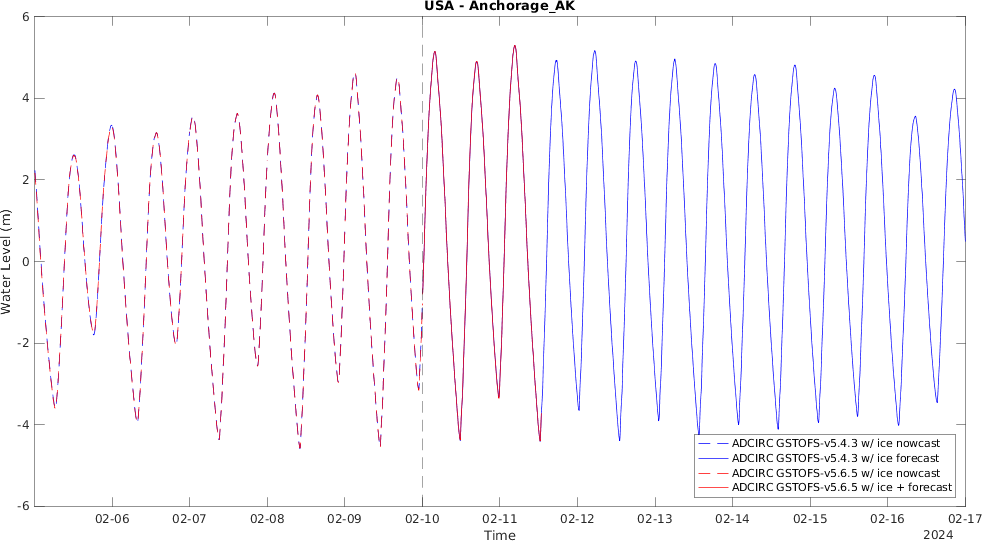 USA - Anchorage_AK
6
4
2
0
-2
-4
-6
Water Level (m)
ADCIRC GSTOFS-v5.4.3 w/ ice nowcast
ADCIRC GSTOFS-v5.4.3 w/ ice forecast
ADCIRC GSTOFS-v5.6.5 w/ ice nowcast
ADCIRC GSTOFS-v5.6.5 w/ ice + forecast
02-06 02-07 02-08 02-09 02-10 02-11 02-12 02-13 02-14 02-15 02-16 02-17
Time
2024